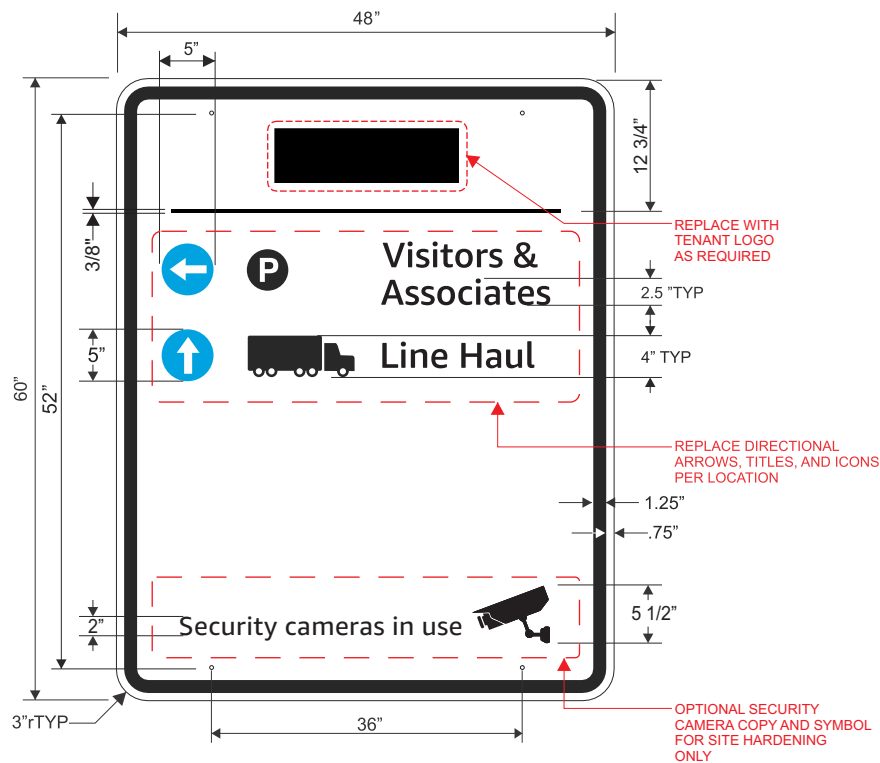 48”
5”
12 3/4”
REPLACE WITH
TENANT LOGO
AS REQUIRED
3/8"
P
Visitors &
Associates
2.5 ”TYP
5”
Line Haul
4” TYP
60”
52”
REPLACE DIRECTIONAL
ARROWS, TITLES, AND ICONS
PER LOCATION
1.25”
.75”
2”
Security cameras in use
5 1/2”
3”rTYP
36”
OPTIONAL SECURITY
CAMERA COPY AND SYMBOL
FOR SITE HARDENING
ONLY